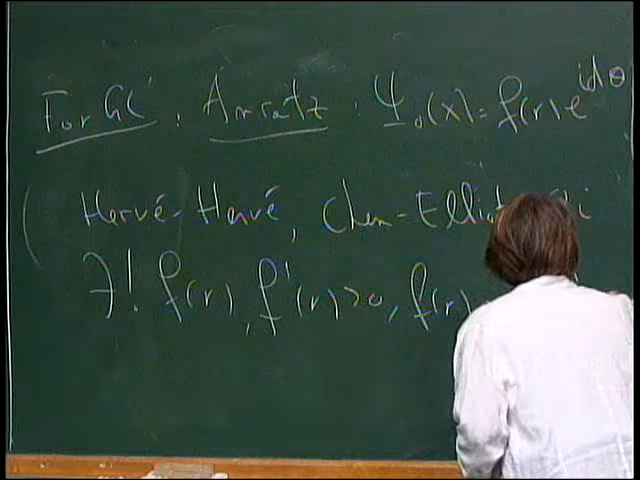 For GL : Ansatz : Ψ₀(x) = f(r) e^{idθ}
( Hervé - Hervé, Chen - Elliott
∃! f(r), f'(r) > 0, f(r)